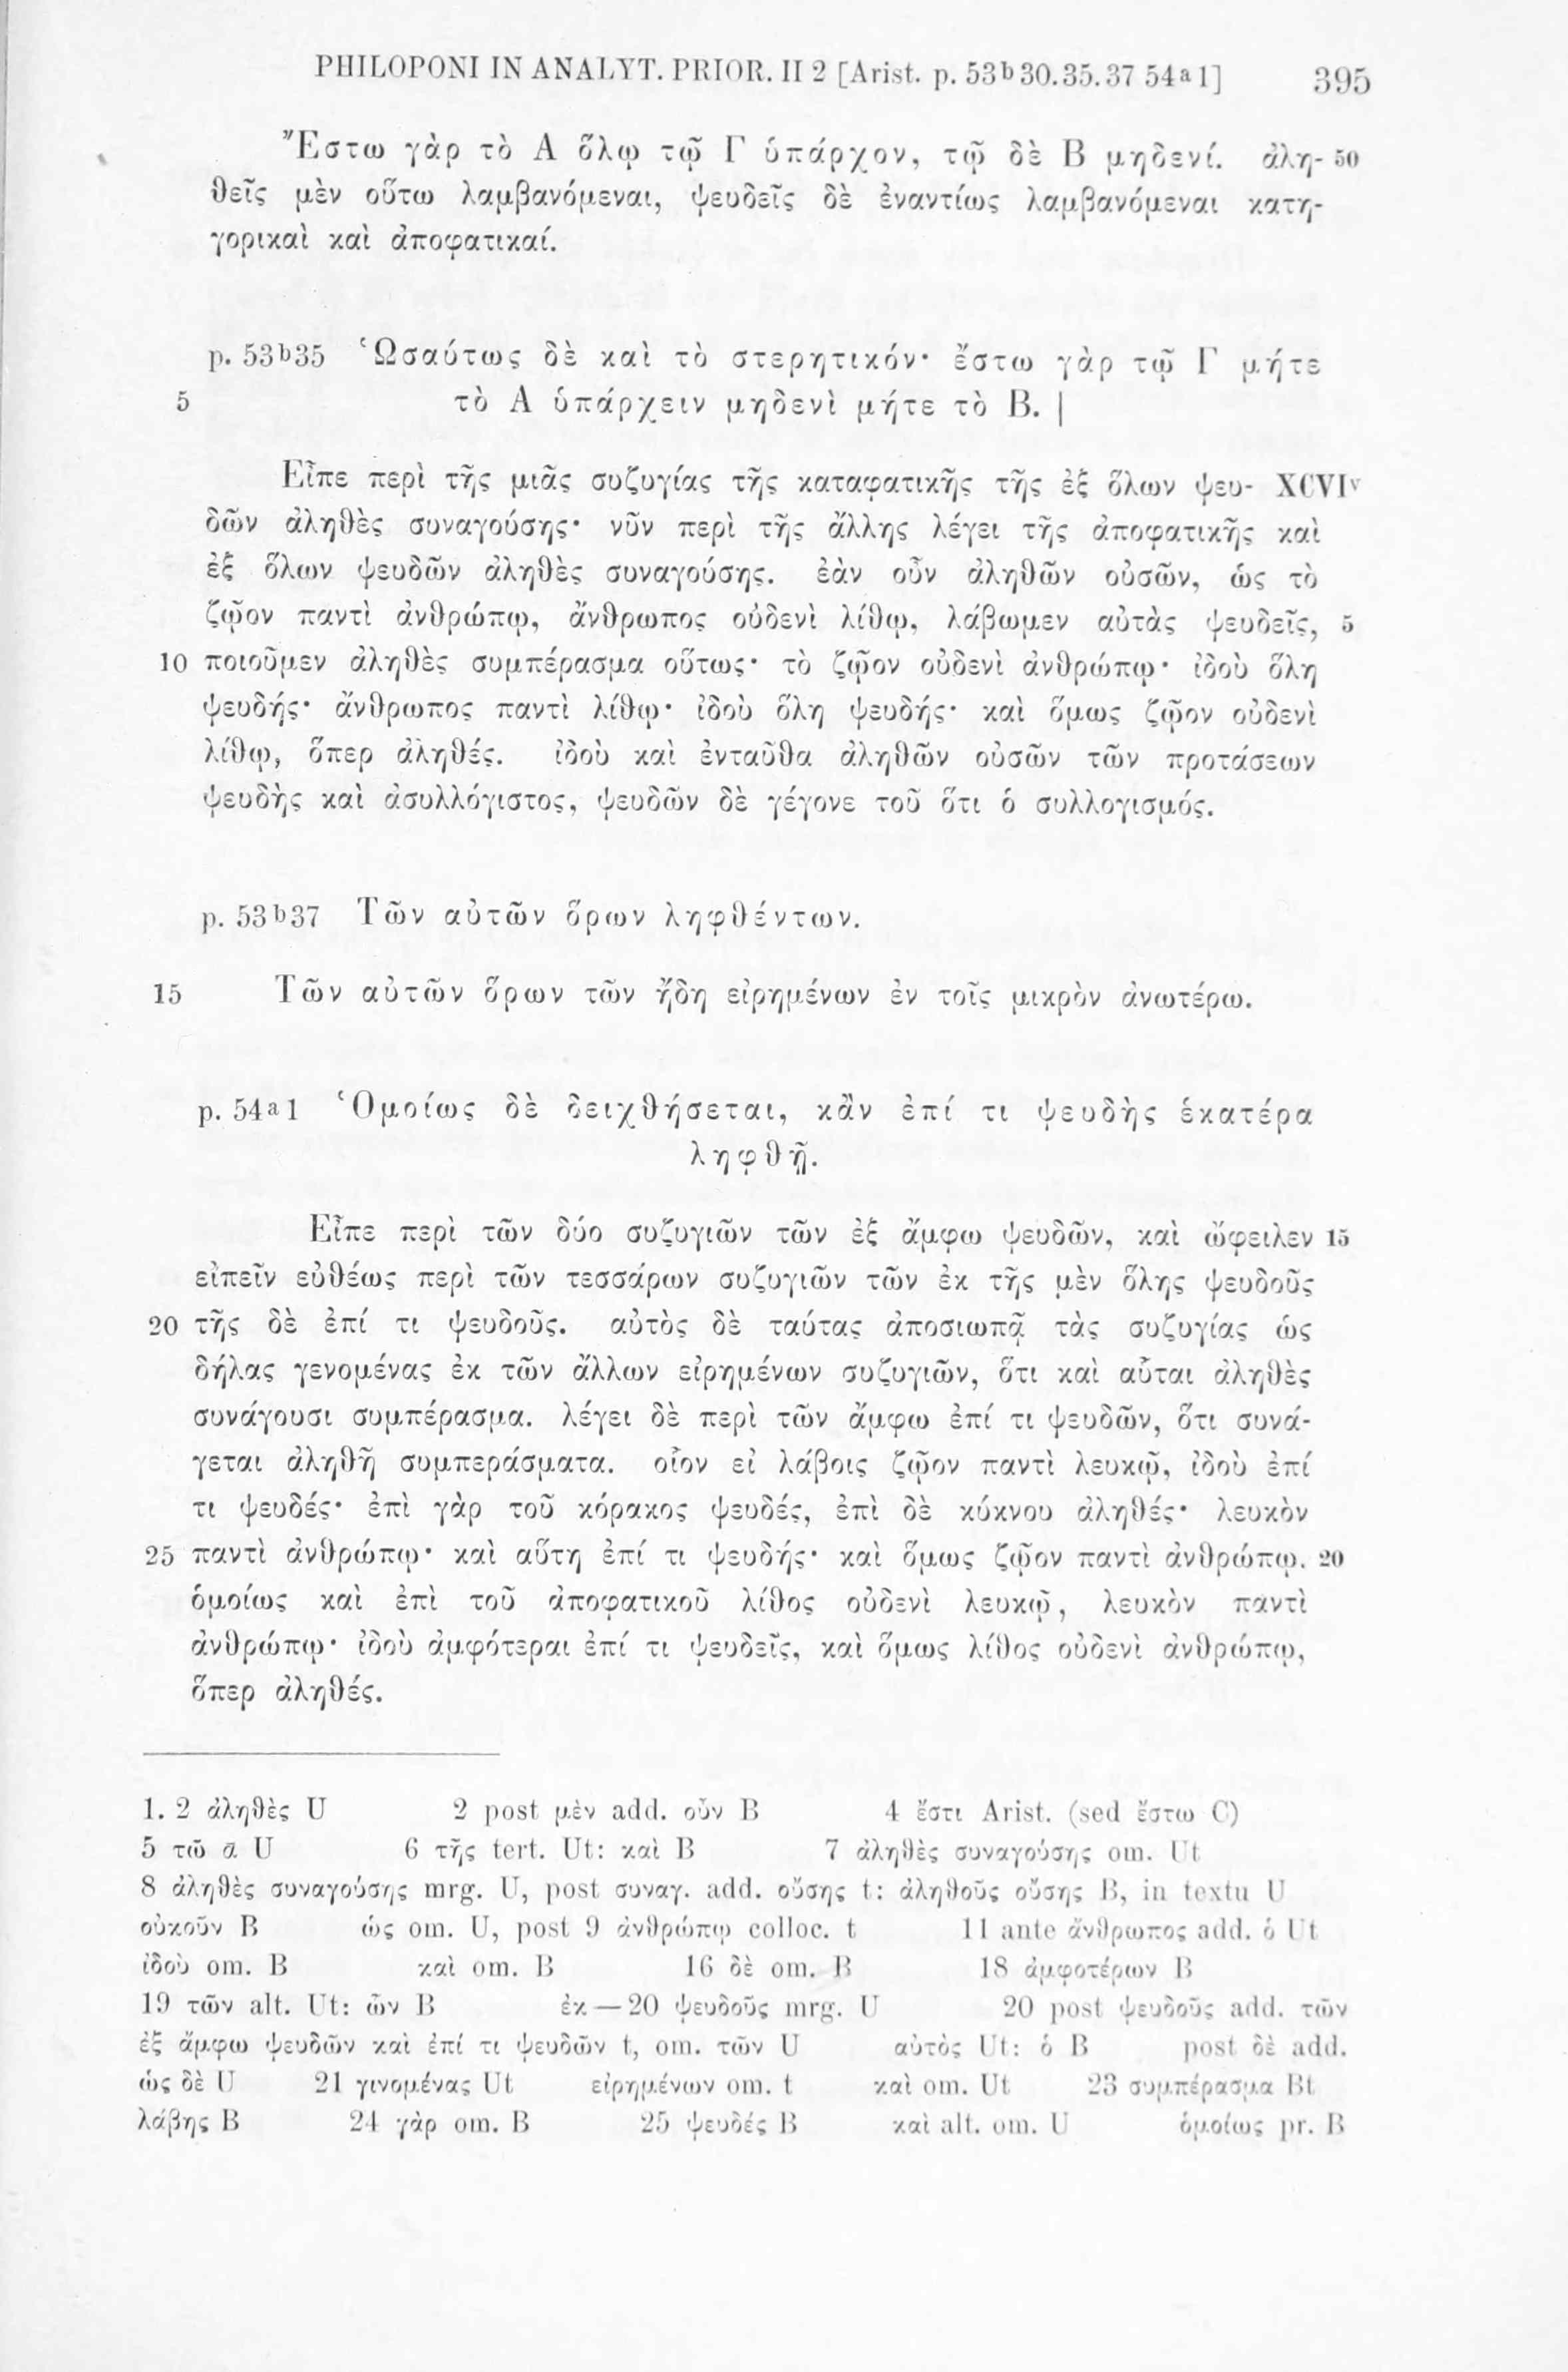 PHILOPONI IN ANALYT. PRIOR. II 2 [Arist. p. 53ᵇ30.35.37 54ᵃ1] 395
Ἔστω γὰρ τὸ Α ὅλῳ τῷ Γ ὑπάρχον, τῷ δὲ Β μηδενί. ἀλη- 50
θεῖς μὲν οὕτω λαμβανόμεναι, ψευδεῖς δὲ ἐναντίως λαμβανόμεναι κατη-
γορικαὶ καὶ ἀποφατικαί.
p. 53ᵇ35 Ὡσαύτως δὲ καὶ τὸ στερητικόν· ἔστω γὰρ τῷ Γ μήτε
5 τὸ Α ὑπάρχειν μηδενὶ μήτε τὸ Β. |
Εἶπε περὶ τῆς μιᾶς συζυγίας τῆς καταφατικῆς τῆς ἐξ ὅλων ψευ- XCVIᵛ
δῶν ἀληθὲς συναγούσης· νῦν περὶ τῆς ἄλλης λέγει τῆς ἀποφατικῆς καὶ
ἐξ ὅλων ψευδῶν ἀληθὲς συναγούσης. ἐὰν οὖν ἀληθῶν οὐσῶν, ὡς τὸ
ζῷον παντὶ ἀνθρώπῳ, ἄνθρωπος οὐδενὶ λίθῳ, λάβωμεν αὐτὰς ψευδεῖς, 5
10 ποιοῦμεν ἀληθὲς συμπέρασμα οὕτως· τὸ ζῷον οὐδενὶ ἀνθρώπῳ· ἰδοὺ ὅλη
ψευδής· ἄνθρωπος παντὶ λίθῳ· ἰδοὺ ὅλη ψευδής· καὶ ὅμως ζῷον οὐδενὶ
λίθῳ, ὅπερ ἀληθές. ἰδοὺ καὶ ἐνταῦθα ἀληθῶν οὐσῶν τῶν προτάσεων
ψευδὴς καὶ ἀσυλλόγιστος, ψευδῶν δὲ γέγονε τοῦ ὅτι ὁ συλλογισμός.
p. 53ᵇ37 Τῶν αὐτῶν ὅρων ληφθέντων.
15 Τῶν αὐτῶν ὅρων τῶν ἤδη εἰρημένων ἐν τοῖς μικρὸν ἀνωτέρω.
p. 54ᵃ1 Ὁμοίως δὲ δειχθήσεται, κἂν ἐπί τι ψευδὴς ἑκατέρα
ληφθῇ.
Εἶπε περὶ τῶν δύο συζυγιῶν τῶν ἐξ ἄμφω ψευδῶν, καὶ ὤφειλεν 15
εἰπεῖν εὐθέως περὶ τῶν τεσσάρων συζυγιῶν τῶν ἐκ τῆς μὲν ὅλης ψευδοῦς
20 τῆς δὲ ἐπί τι ψευδοῦς. αὐτὸς δὲ ταύτας ἀποσιωπᾷ τὰς συζυγίας ὡς
δήλας γενομένας ἐκ τῶν ἄλλων εἰρημένων συζυγιῶν, ὅτι καὶ αὗται ἀληθὲς
συνάγουσι συμπέρασμα. λέγει δὲ περὶ τῶν ἄμφω ἐπί τι ψευδῶν, ὅτι συνά-
γεται ἀληθῆ συμπεράσματα. οἷον εἰ λάβοις ζῷον παντὶ λευκῷ, ἰδοὺ ἐπί
τι ψευδές· ἐπὶ γὰρ τοῦ κόρακος ψευδές, ἐπὶ δὲ κύκνου ἀληθές· λευκὸν
25 παντὶ ἀνθρώπῳ· καὶ αὕτη ἐπί τι ψευδής· καὶ ὅμως ζῷον παντὶ ἀνθρώπῳ. 20
ὁμοίως καὶ ἐπὶ τοῦ ἀποφατικοῦ λίθος οὐδενὶ λευκῷ, λευκὸν παντὶ
ἀνθρώπῳ· ἰδοὺ ἀμφότεραι ἐπί τι ψευδεῖς, καὶ ὅμως λίθος οὐδενὶ ἀνθρώπῳ,
ὅπερ ἀληθές.
1. 2 ἀληθὲς U 2 post μὲν add. οὖν B 4 ἔστι Arist. (sed ἔστω C)
5 τῶ ᾱ U 6 τῆς tert. Ut: καὶ B 7 ἀληθὲς συναγούσης om. Ut
8 ἀληθὲς συναγούσης mrg. U, post συναγ. add. οὔσης t: ἀληθοῦς οὔσης B, in textu U
οὐκοῦν B ὡς om. U, post 9 ἀνθρώπῳ colloc. t 11 ante ἄνθρωπος add. ὁ Ut
ἰδοὺ om. B καὶ om. B 16 δὲ om. B 18 ἀμφοτέρων B
19 τῶν alt. Ut: ὧν B ἐκ — 20 ψευδοῦς mrg. U 20 post ψευδοῦς add. τῶν
ἐξ ἄμφω ψευδῶν καὶ ἐπί τι ψευδῶν t, om. τῶν U αὐτὸς Ut: ὁ B post δὲ add.
ὡς δὲ U 21 γινομένας Ut εἰρημένων om. t καὶ om. Ut 23 συμπέρασμα Bt
λάβης B 24 γὰρ om. B 25 ψευδές B καὶ alt. om. U ὁμοίως pr. B